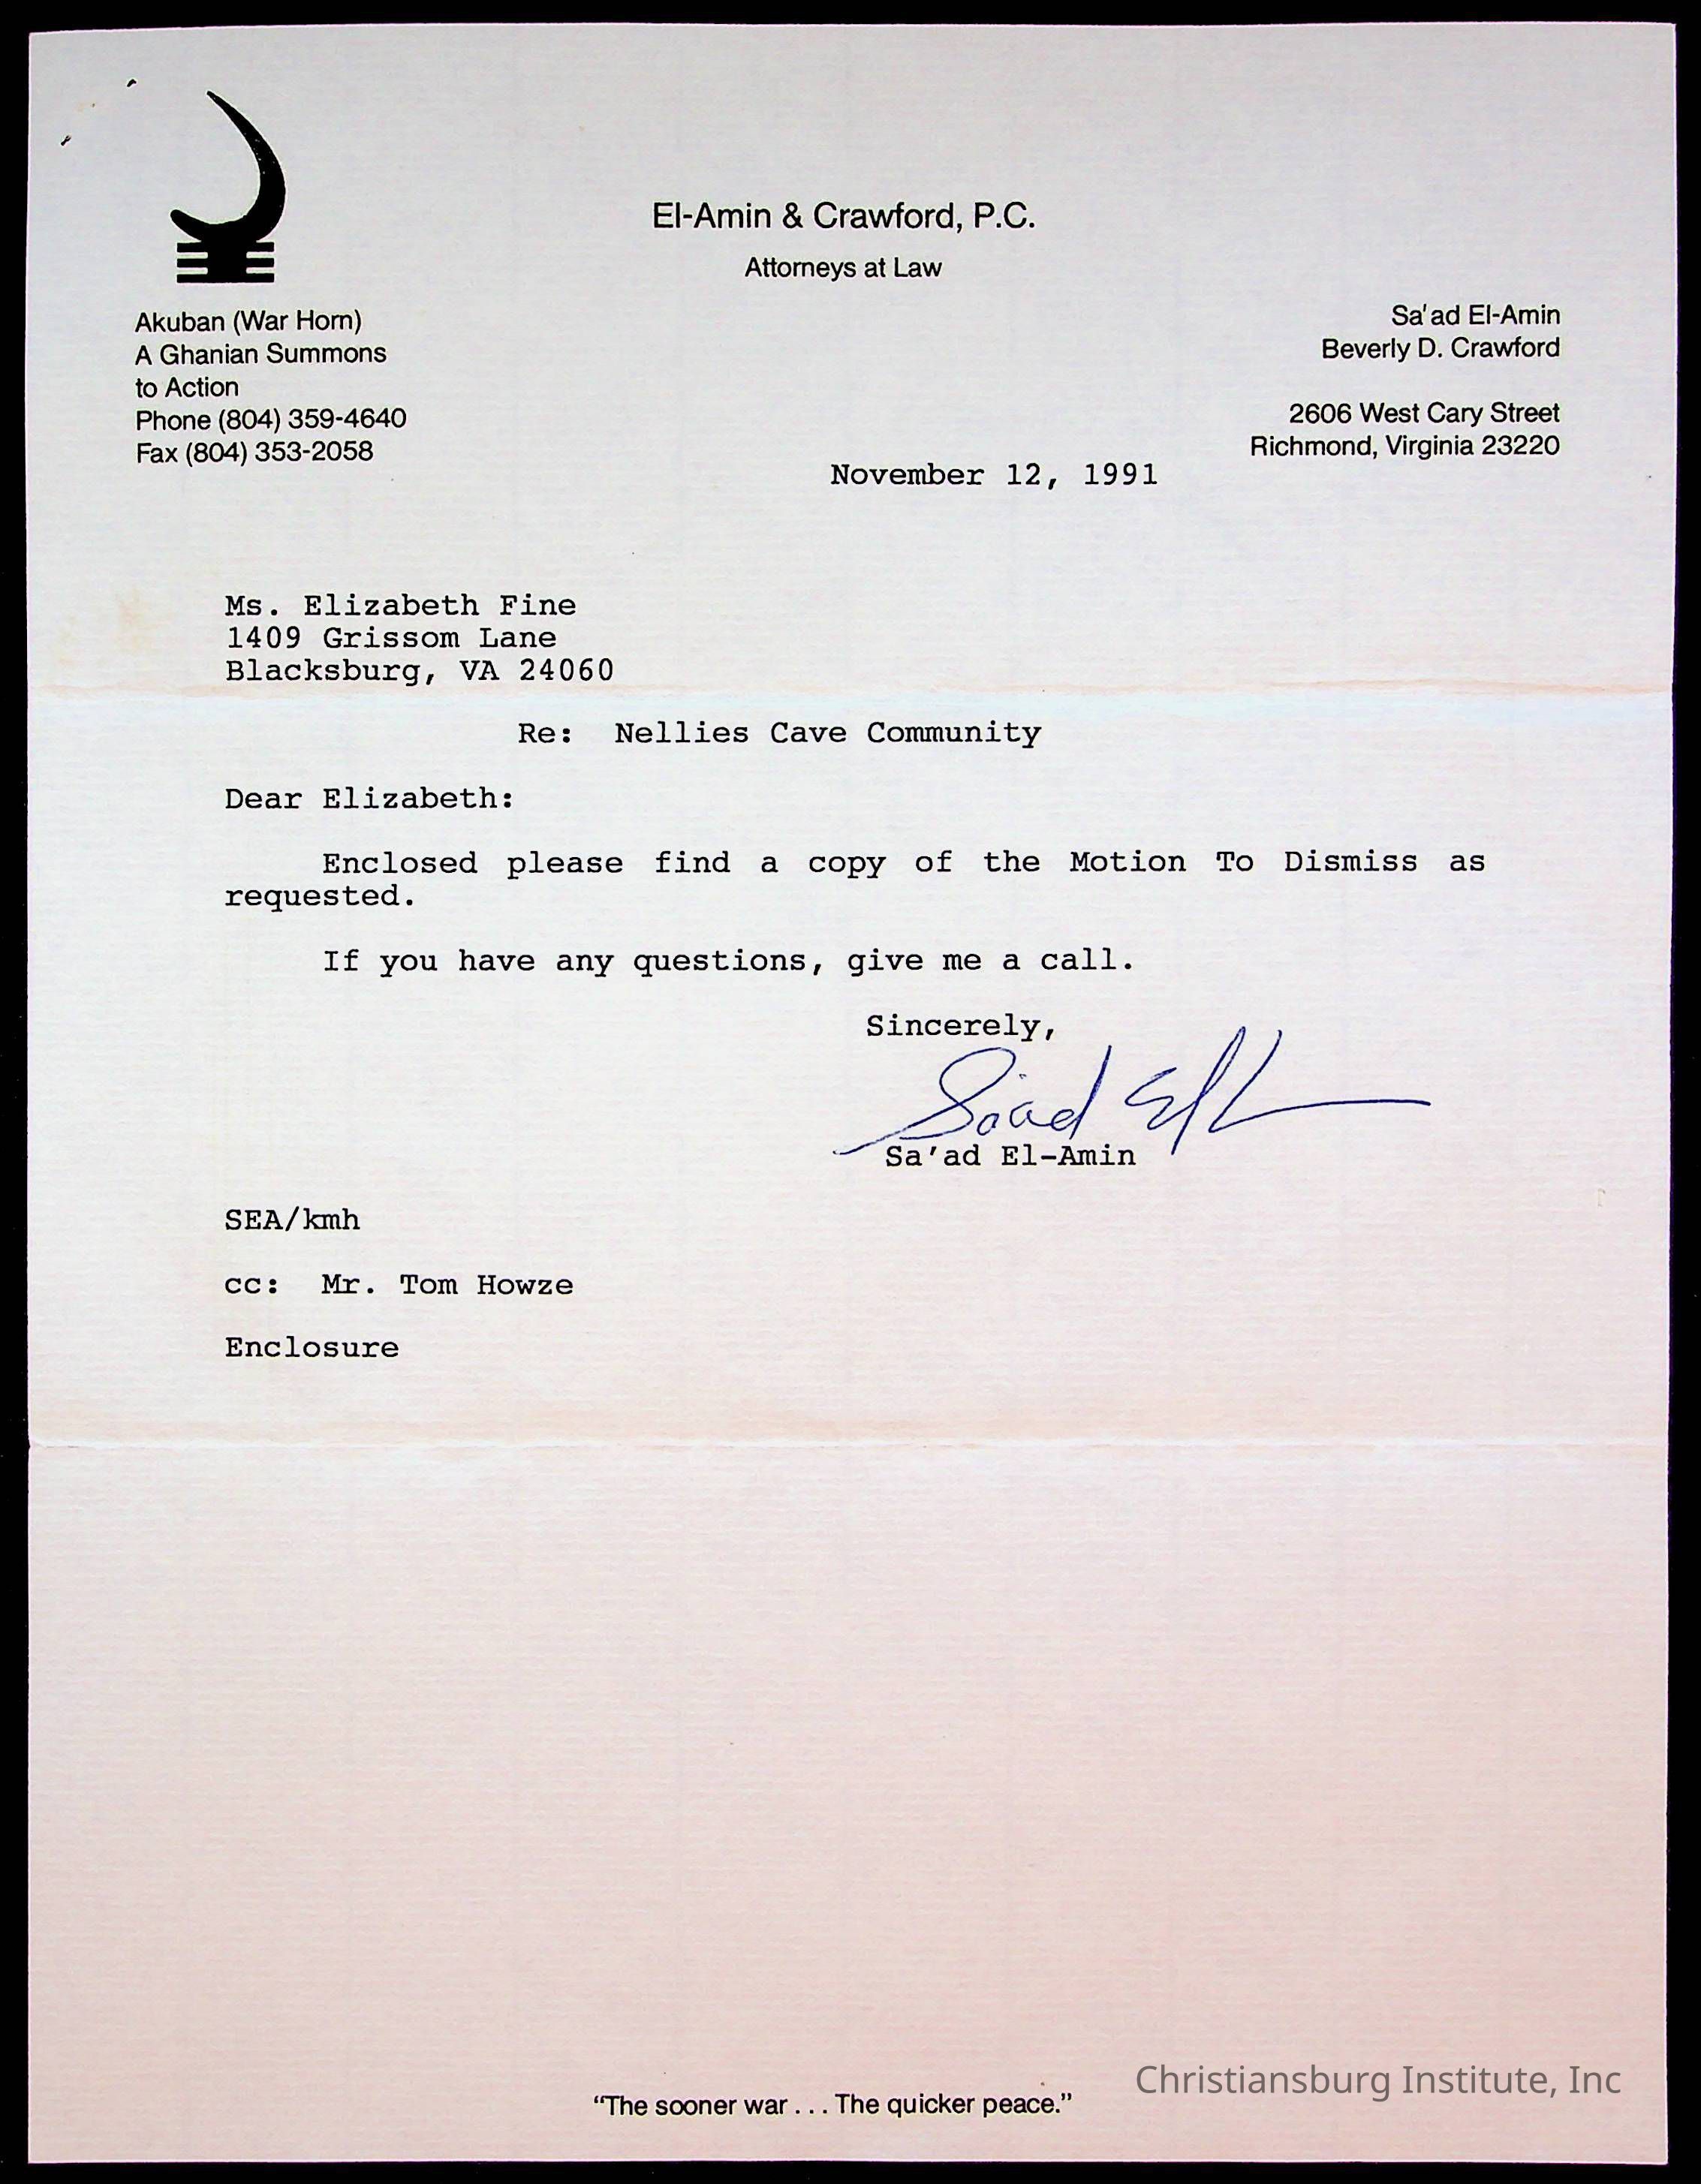 El-Amin & Crawford, P.C.
Attorneys at Law
Akuban (War Horn)
A Ghanian Summons
to Action
Phone (804) 359-4640
Fax (804) 353-2058
Sa'ad El-Amin
Beverly D. Crawford
2606 West Cary Street
Richmond, Virginia 23220
November 12, 1991
Ms. Elizabeth Fine
1409 Grissom Lane
Blacksburg, VA 24060
Re: Nellies Cave Community
Dear Elizabeth:
Enclosed please find a copy of the Motion To Dismiss as
requested.
If you have any questions, give me a call.
Sincerely,
Sa'ad El-Amin
SEA/kmh
cc: Mr. Tom Howze
Enclosure
Christiansburg Institute, Inc
“The sooner war . . . The quicker peace.”